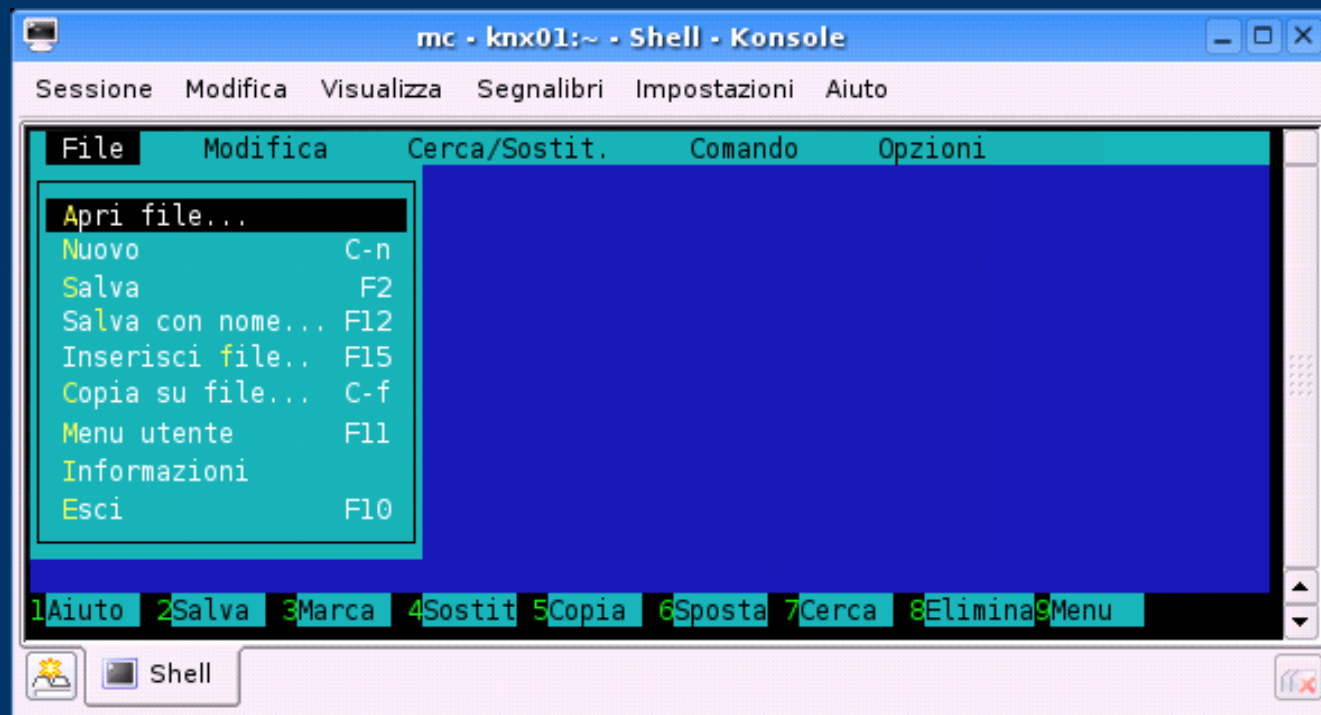 mc - knx01:~ - Shell - Konsole
Sessione Modifica Visualizza Segnalibri Impostazioni Aiuto
File Modifica Cerca/Sostit. Comando Opzioni
Apri file...
Nuovo C-n
Salva F2
Salva con nome... F12
Inserisci file.. F15
Copia su file... C-f
Menu utente F11
Informazioni
Esci F10
1Aiuto 2Salva 3Marca 4Sostit 5Copia 6Sposta 7Cerca 8Elimina9Menu
Shell